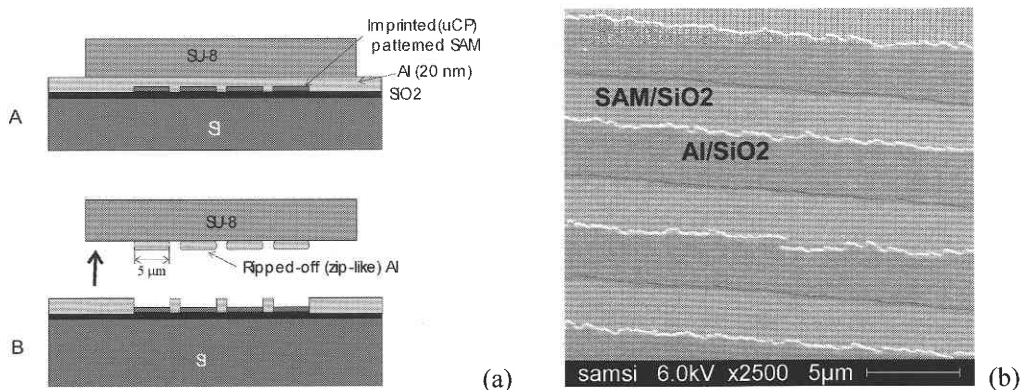 Imprinted (uCP)
patterned SAM
SU-8
Al (20 nm)
SiO2
A
Si
SU-8
5 µm
Ripped-off (zip-like) Al
B
Si
(a)
SAM/SiO2
Al/SiO2
samsi 6.0kV x2500 5µm
(b)